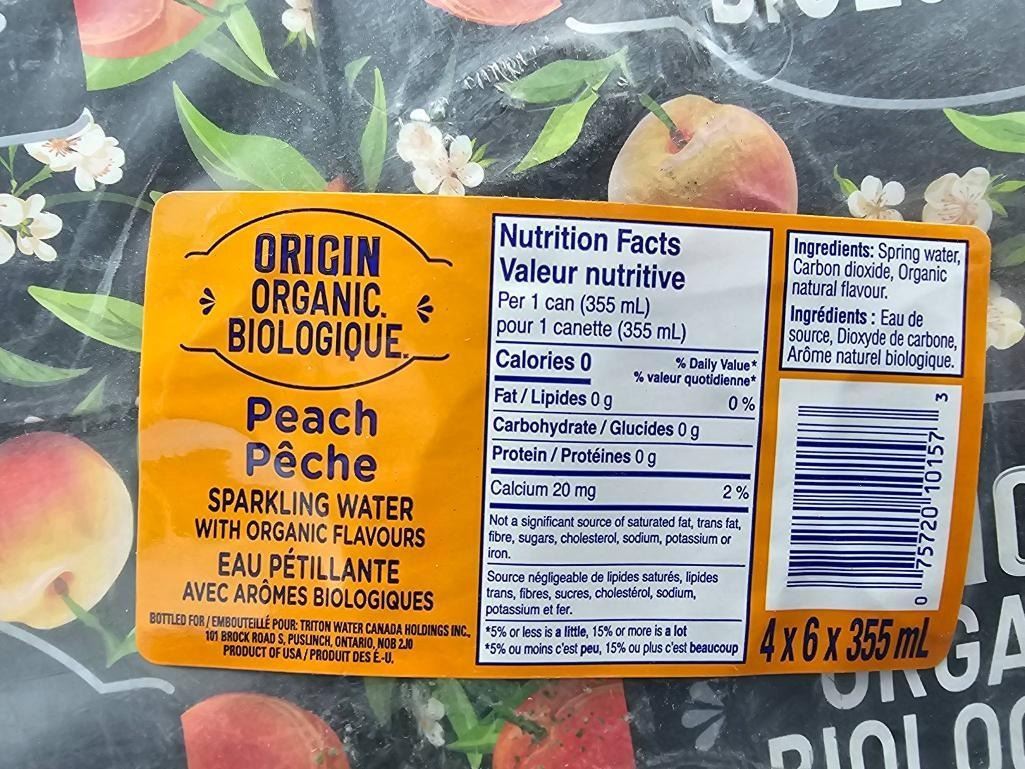 ORIGIN
ORGANIC.
BIOLOGIQUE.
Peach
Pêche
SPARKLING WATER
WITH ORGANIC FLAVOURS
EAU PÉTILLANTE
AVEC ARÔMES BIOLOGIQUES
BOTTLED FOR / EMBOUTEILLÉ POUR: TRITON WATER CANADA HOLDINGS INC.,
101 BROCK ROAD S, PUSLINCH, ONTARIO, N0B 2J0
PRODUCT OF USA / PRODUIT DES É.-U.
Nutrition Facts
Valeur nutritive
Per 1 can (355 mL)
pour 1 canette (355 mL)
Calories 0
% Daily Value*
% valeur quotidienne*
Fat / Lipides 0 g 0 %
Carbohydrate / Glucides 0 g
Protein / Protéines 0 g
Calcium 20 mg 2 %
Not a significant source of saturated fat, trans fat,
fibre, sugars, cholesterol, sodium, potassium or
iron.
Source négligeable de lipides saturés, lipides
trans, fibres, sucres, cholestérol, sodium,
potassium et fer.
*5% or less is a little, 15% or more is a lot
*5% ou moins c'est peu, 15% ou plus c'est beaucoup
Ingredients: Spring water,
Carbon dioxide, Organic
natural flavour.
Ingrédients : Eau de
source, Dioxyde de carbone,
Arôme naturel biologique.
0 75720 10157 3
4 x 6 x 355 mL